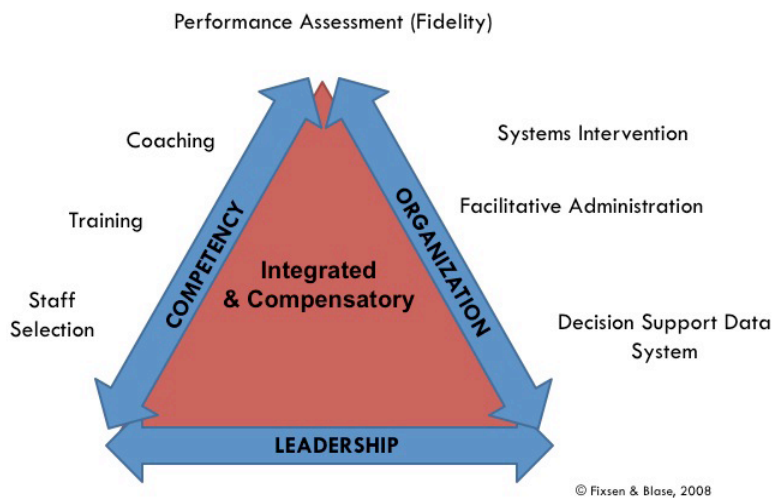 Performance Assessment (Fidelity)
Coaching
Systems Intervention
Training
Facilitative Administration
COMPETENCY
ORGANIZATION
Integrated
& Compensatory
Staff
Selection
Decision Support Data
System
LEADERSHIP
© Fixsen & Blase, 2008